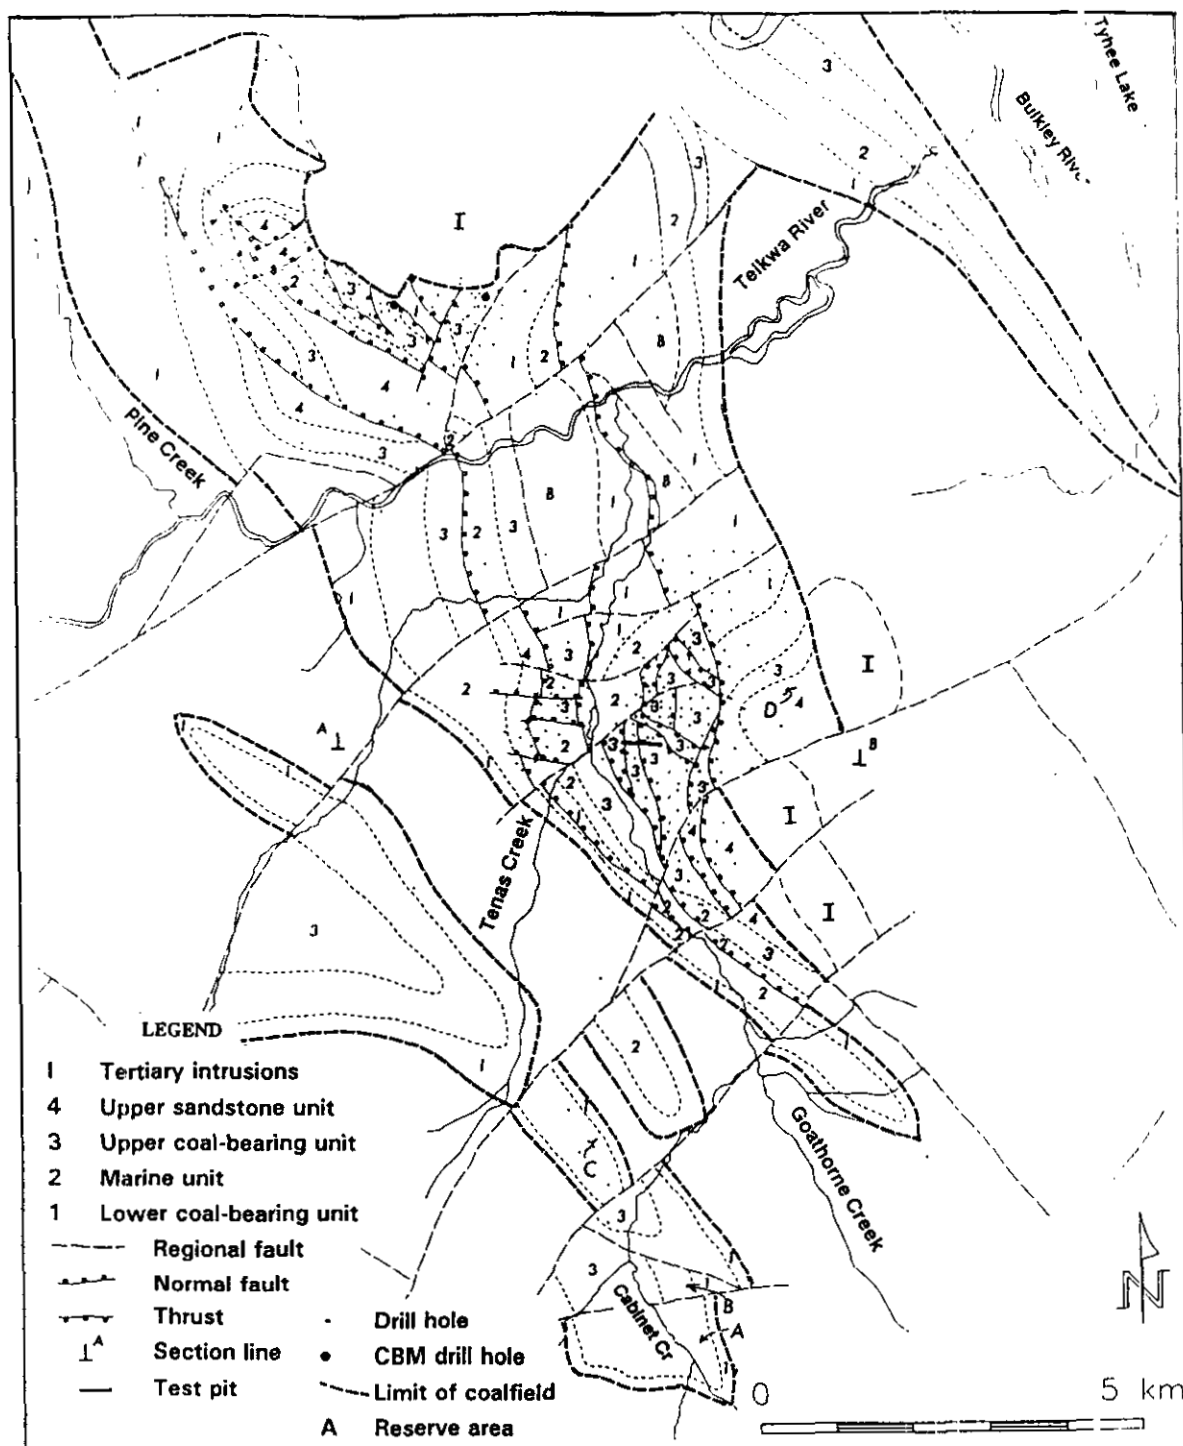 Tyhee Lake
Bulkley River
Telkwa River
Pine Creek
Tenas Creek
Goathorne Creek
Cabinet Cr
I
I
I
I
A
B
D
C
B
A
LEGEND
I Tertiary intrusions
4 Upper sandstone unit
3 Upper coal-bearing unit
2 Marine unit
1 Lower coal-bearing unit
Regional fault
Normal fault
Thrust
A Section line
Test pit
Drill hole
CBM drill hole
Limit of coalfield
A Reserve area
N
0 5 km